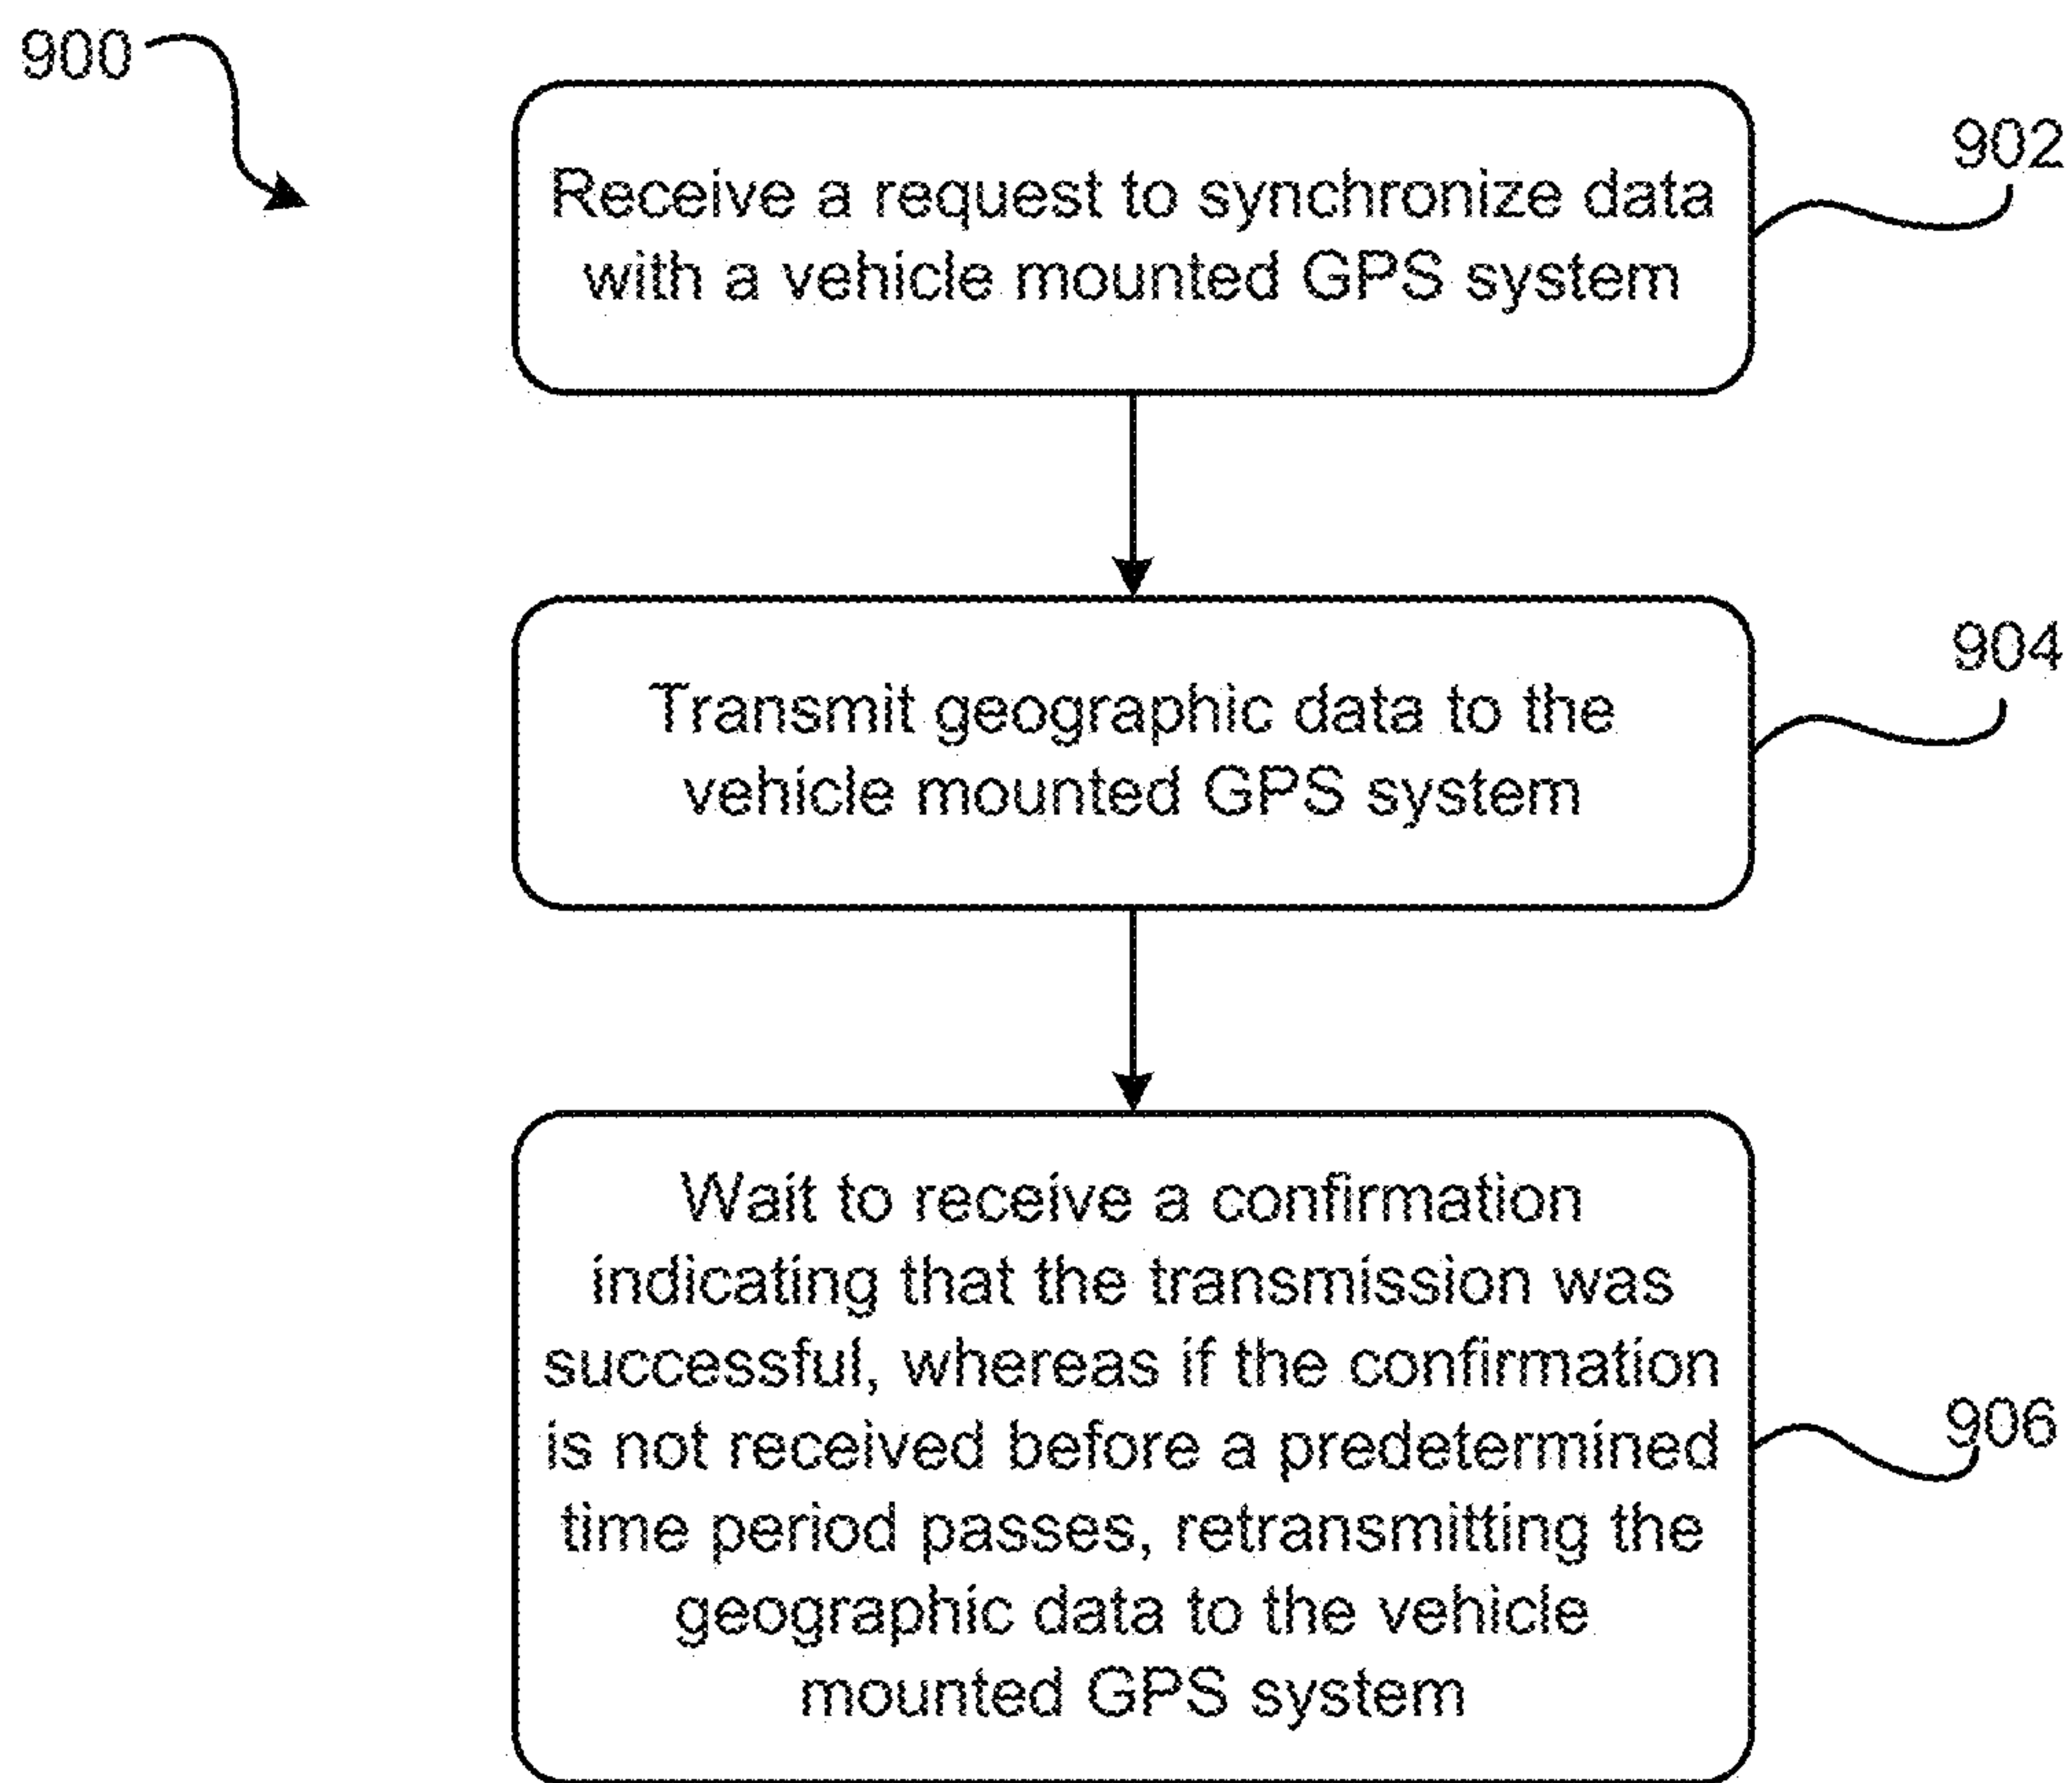 900
902
Receive a request to synchronize data
with a vehicle mounted GPS system
904
Transmit geographic data to the
vehicle mounted GPS system
Wait to receive a confirmation
indicating that the transmission was
successful, whereas if the confirmation
is not received before a predetermined
time period passes, retransmitting the
geographic data to the vehicle
mounted GPS system
906